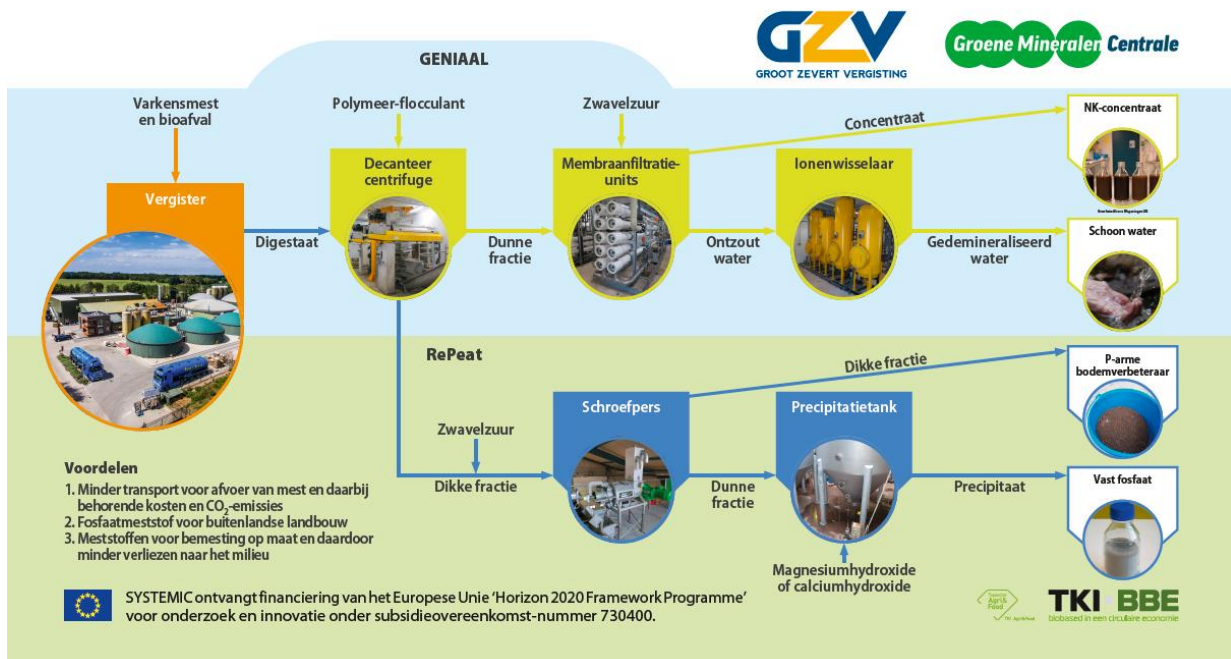 GZV
GROOT ZEVERT VERGISTING
Groene Mineralen Centrale
GENIAAL
Varkensmest
en bioafval
Vergister
Digestaat
Polymeer-flocculant
Decanteer
centrifuge
Dunne
fractie
Zwavelzuur
Membraanfiltratie-
units
Concentraat
Ontzout
water
Ionenwisselaar
Gedemineraliseerd
water
NK-concentraat
Schoon water
RePeat
Zwavelzuur
Dikke fractie
Schroefpers
Dikke fractie
Dunne
fractie
Precipitatietank
Magnesiumhydroxide
of calciumhydroxide
Precipitaat
P-arme
bodemverbeteraar
Vast fosfaat
Voordelen
1. Minder transport voor afvoer van mest en daarbij
behorende kosten en CO₂-emissies
2. Fosfaatmeststof voor buitenlandse landbouw
3. Meststoffen voor bemesting op maat en daardoor
minder verliezen naar het milieu
SYSTEMIC ontvangt financiering van het Europese Unie ‘Horizon 2020 Framework Programme’
voor onderzoek en innovatie onder subsidieovereenkomst-nummer 730400.
Agri&
Food
TKI BBE
biobased in een circulaire economie